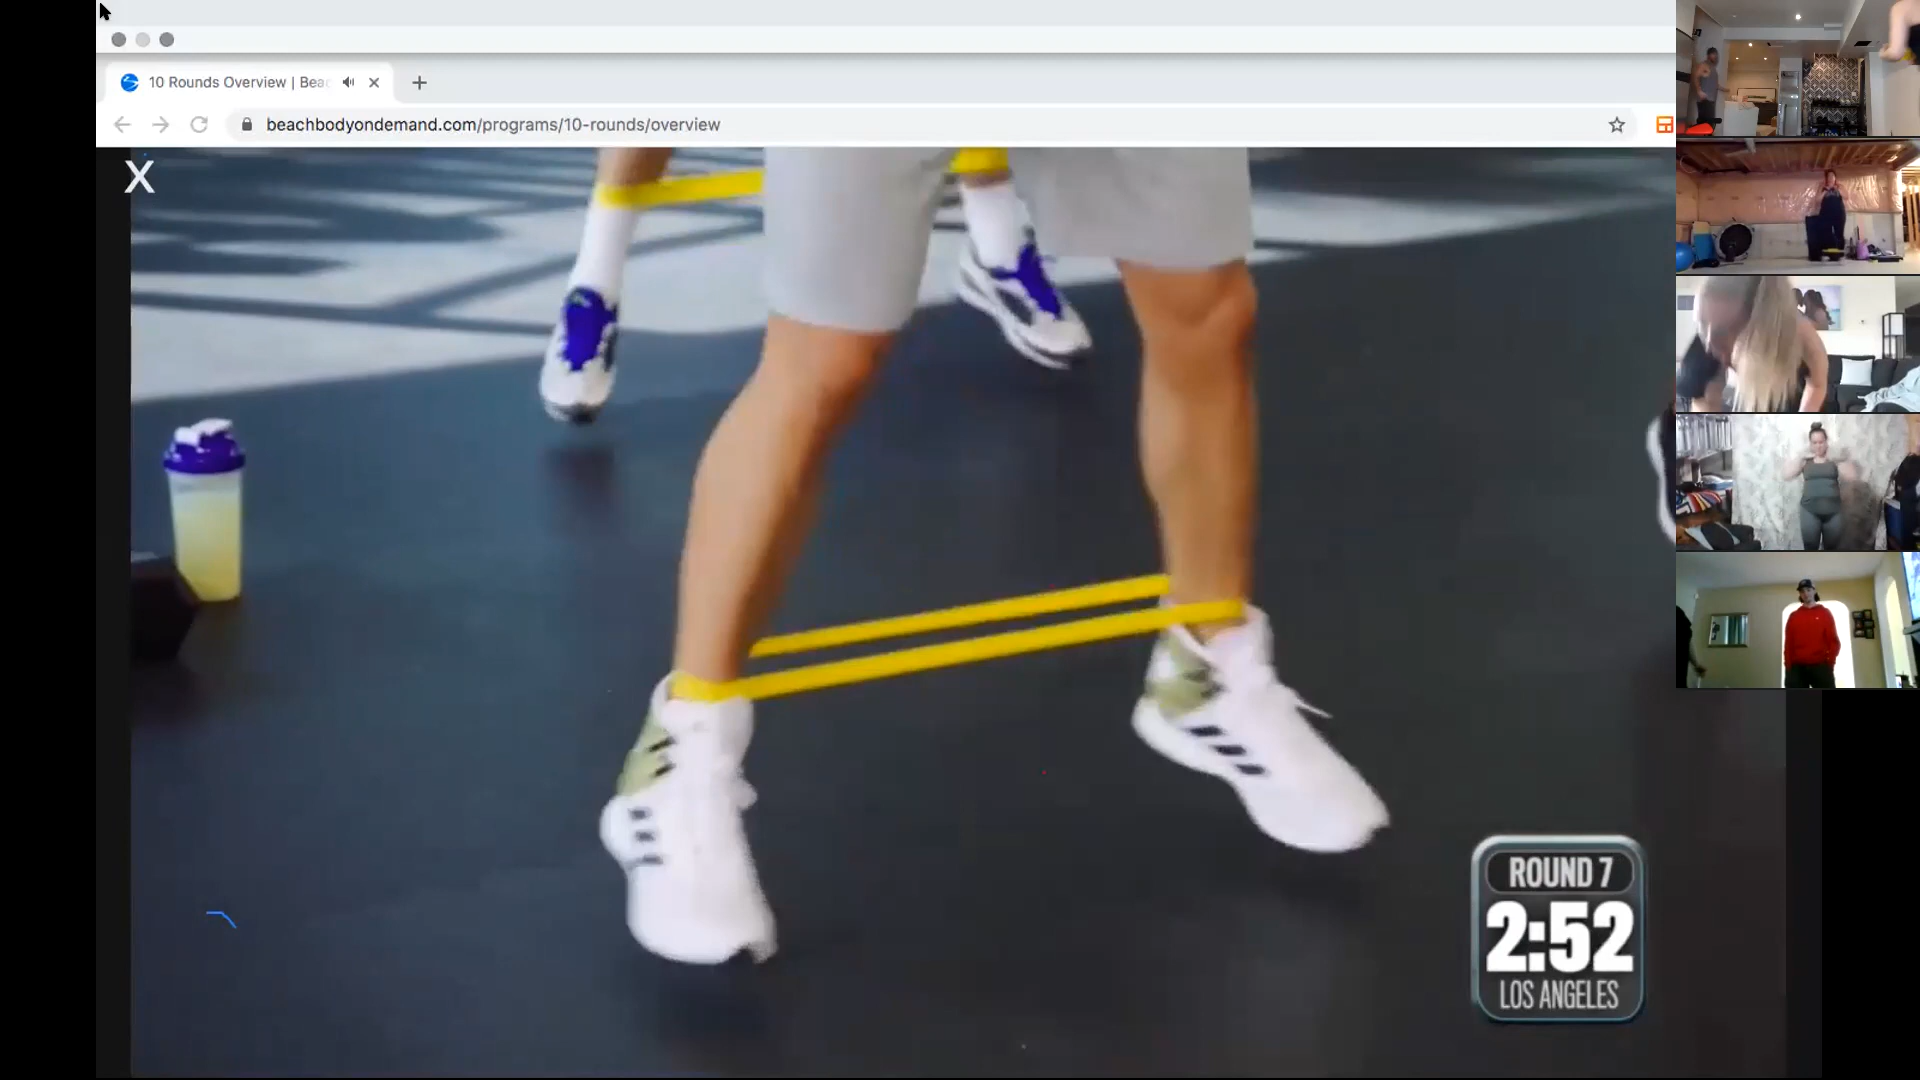 10 Rounds Overview | Bea
beachbodyondemand.com/programs/10-rounds/overview
X
ROUND 7
2:52
LOS ANGELES